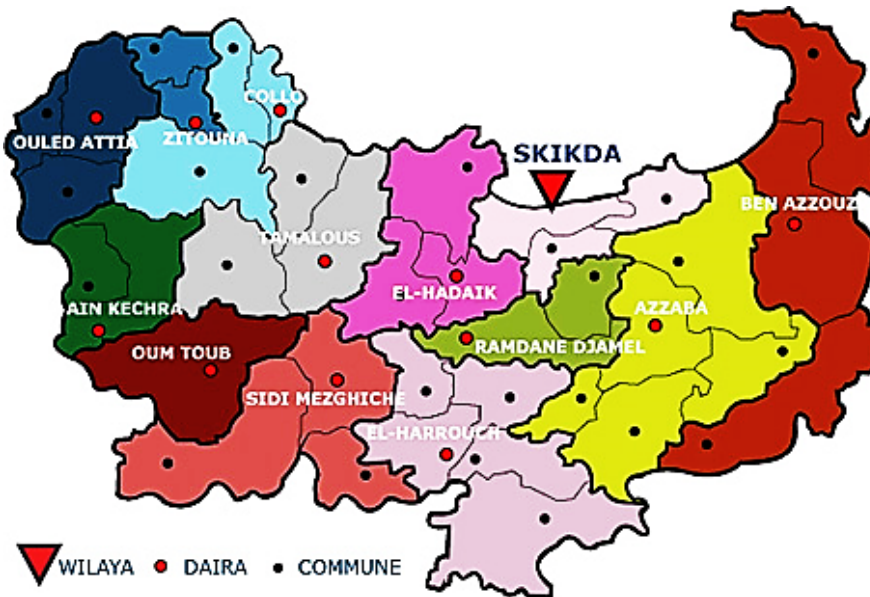 COLLO
OULED ATTIA
ZITOUNA
SKIKDA
BEN AZZOUZ
TAMALOUS
EL-HADAIK
AIN KECHRA
AZZABA
OUM TOUB
RAMDANE DJAMEL
SIDI MEZGHICHE
EL-HARROUCH
WILAYA
DAIRA
COMMUNE